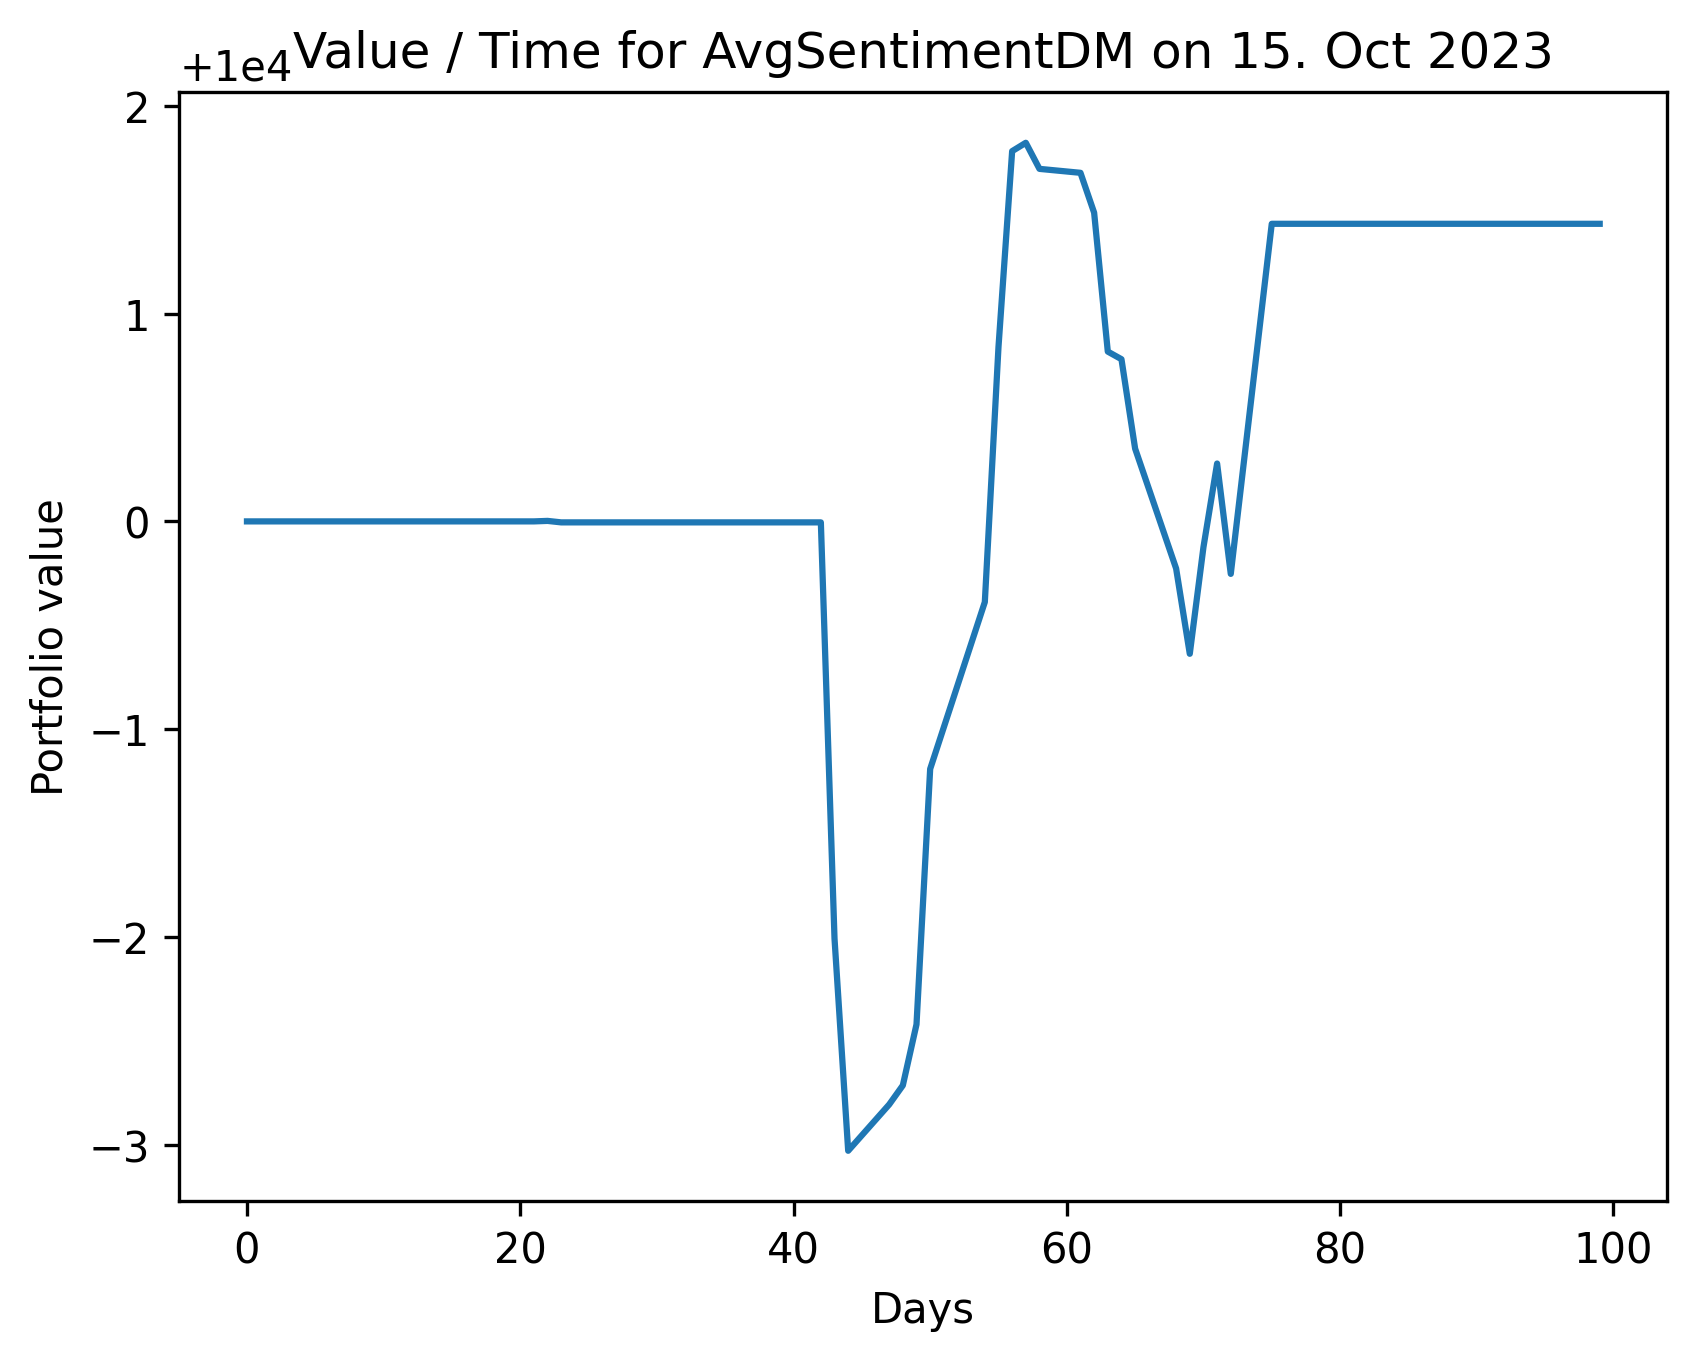 Value / Time for AvgSentimentDM on 15. Oct 2023
+1e4
2
1
0
−1
−2
−3
Portfolio value
0 20 40 60 80 100
Days